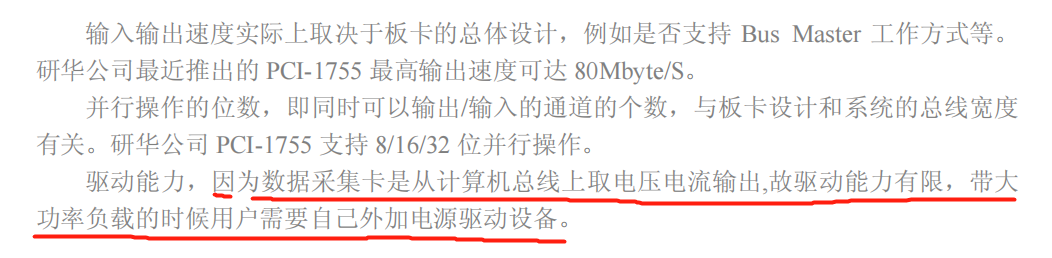 输入输出速度实际上取决于板卡的总体设计，例如是否支持 Bus Master 工作方式等。
研华公司最近推出的 PCI-1755 最高输出速度可达 80Mbyte/S。
并行操作的位数，即同时可以输出/输入的通道的个数，与板卡设计和系统的总线宽度
有关。研华公司 PCI-1755 支持 8/16/32 位并行操作。
驱动能力，因为数据采集卡是从计算机总线上取电压电流输出,故驱动能力有限，带大
功率负载的时候用户需要自己外加电源驱动设备。